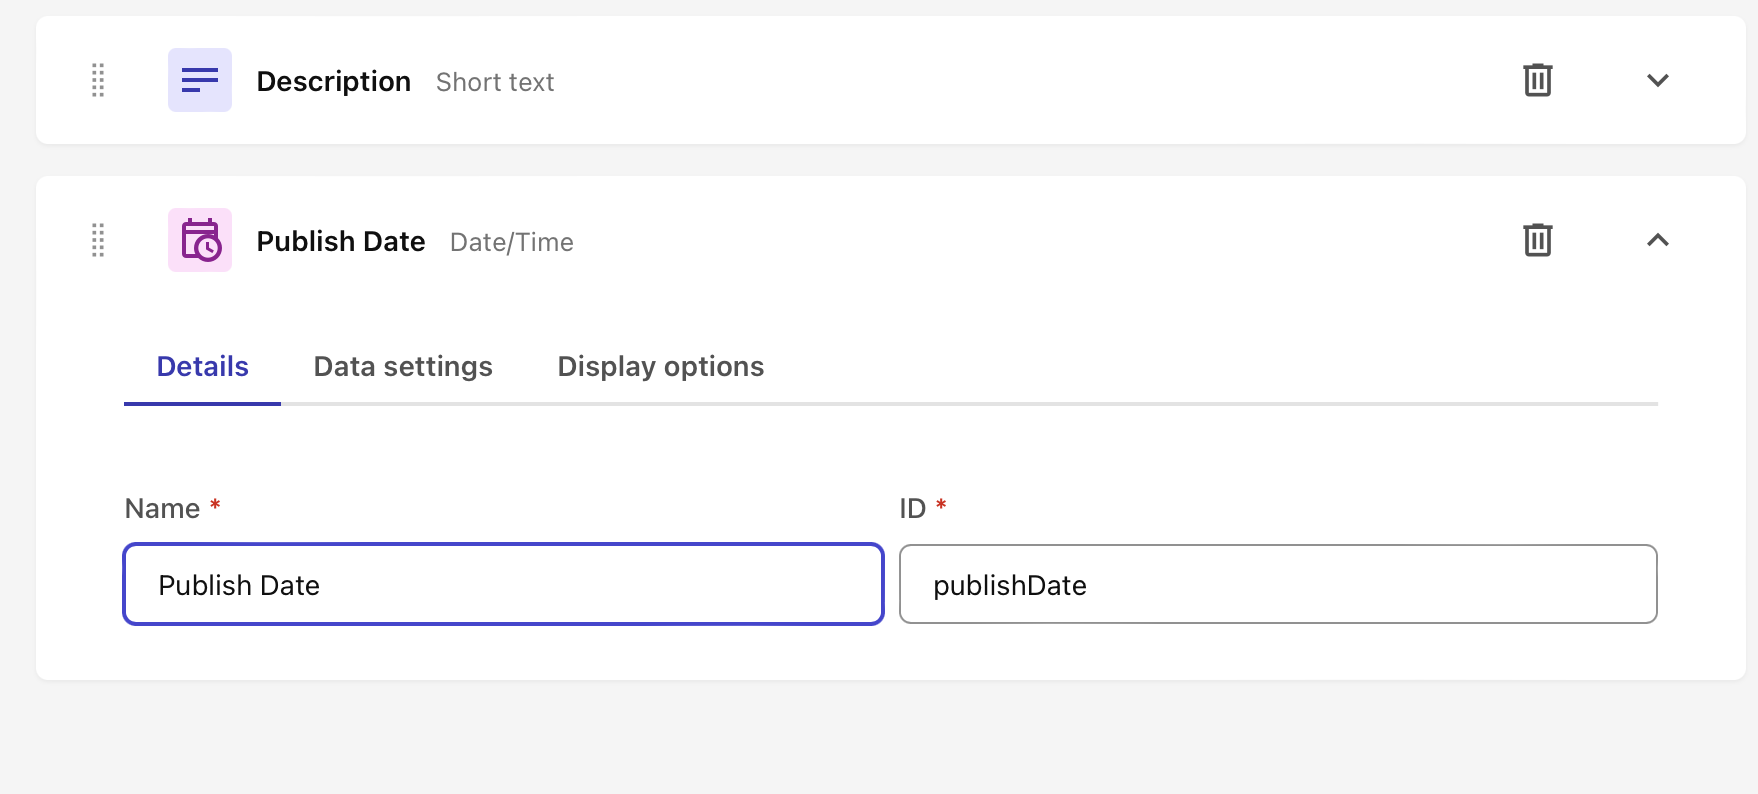 Description Short text
Publish Date Date/Time
Details Data settings Display options
Name * ID *
Publish Date publishDate